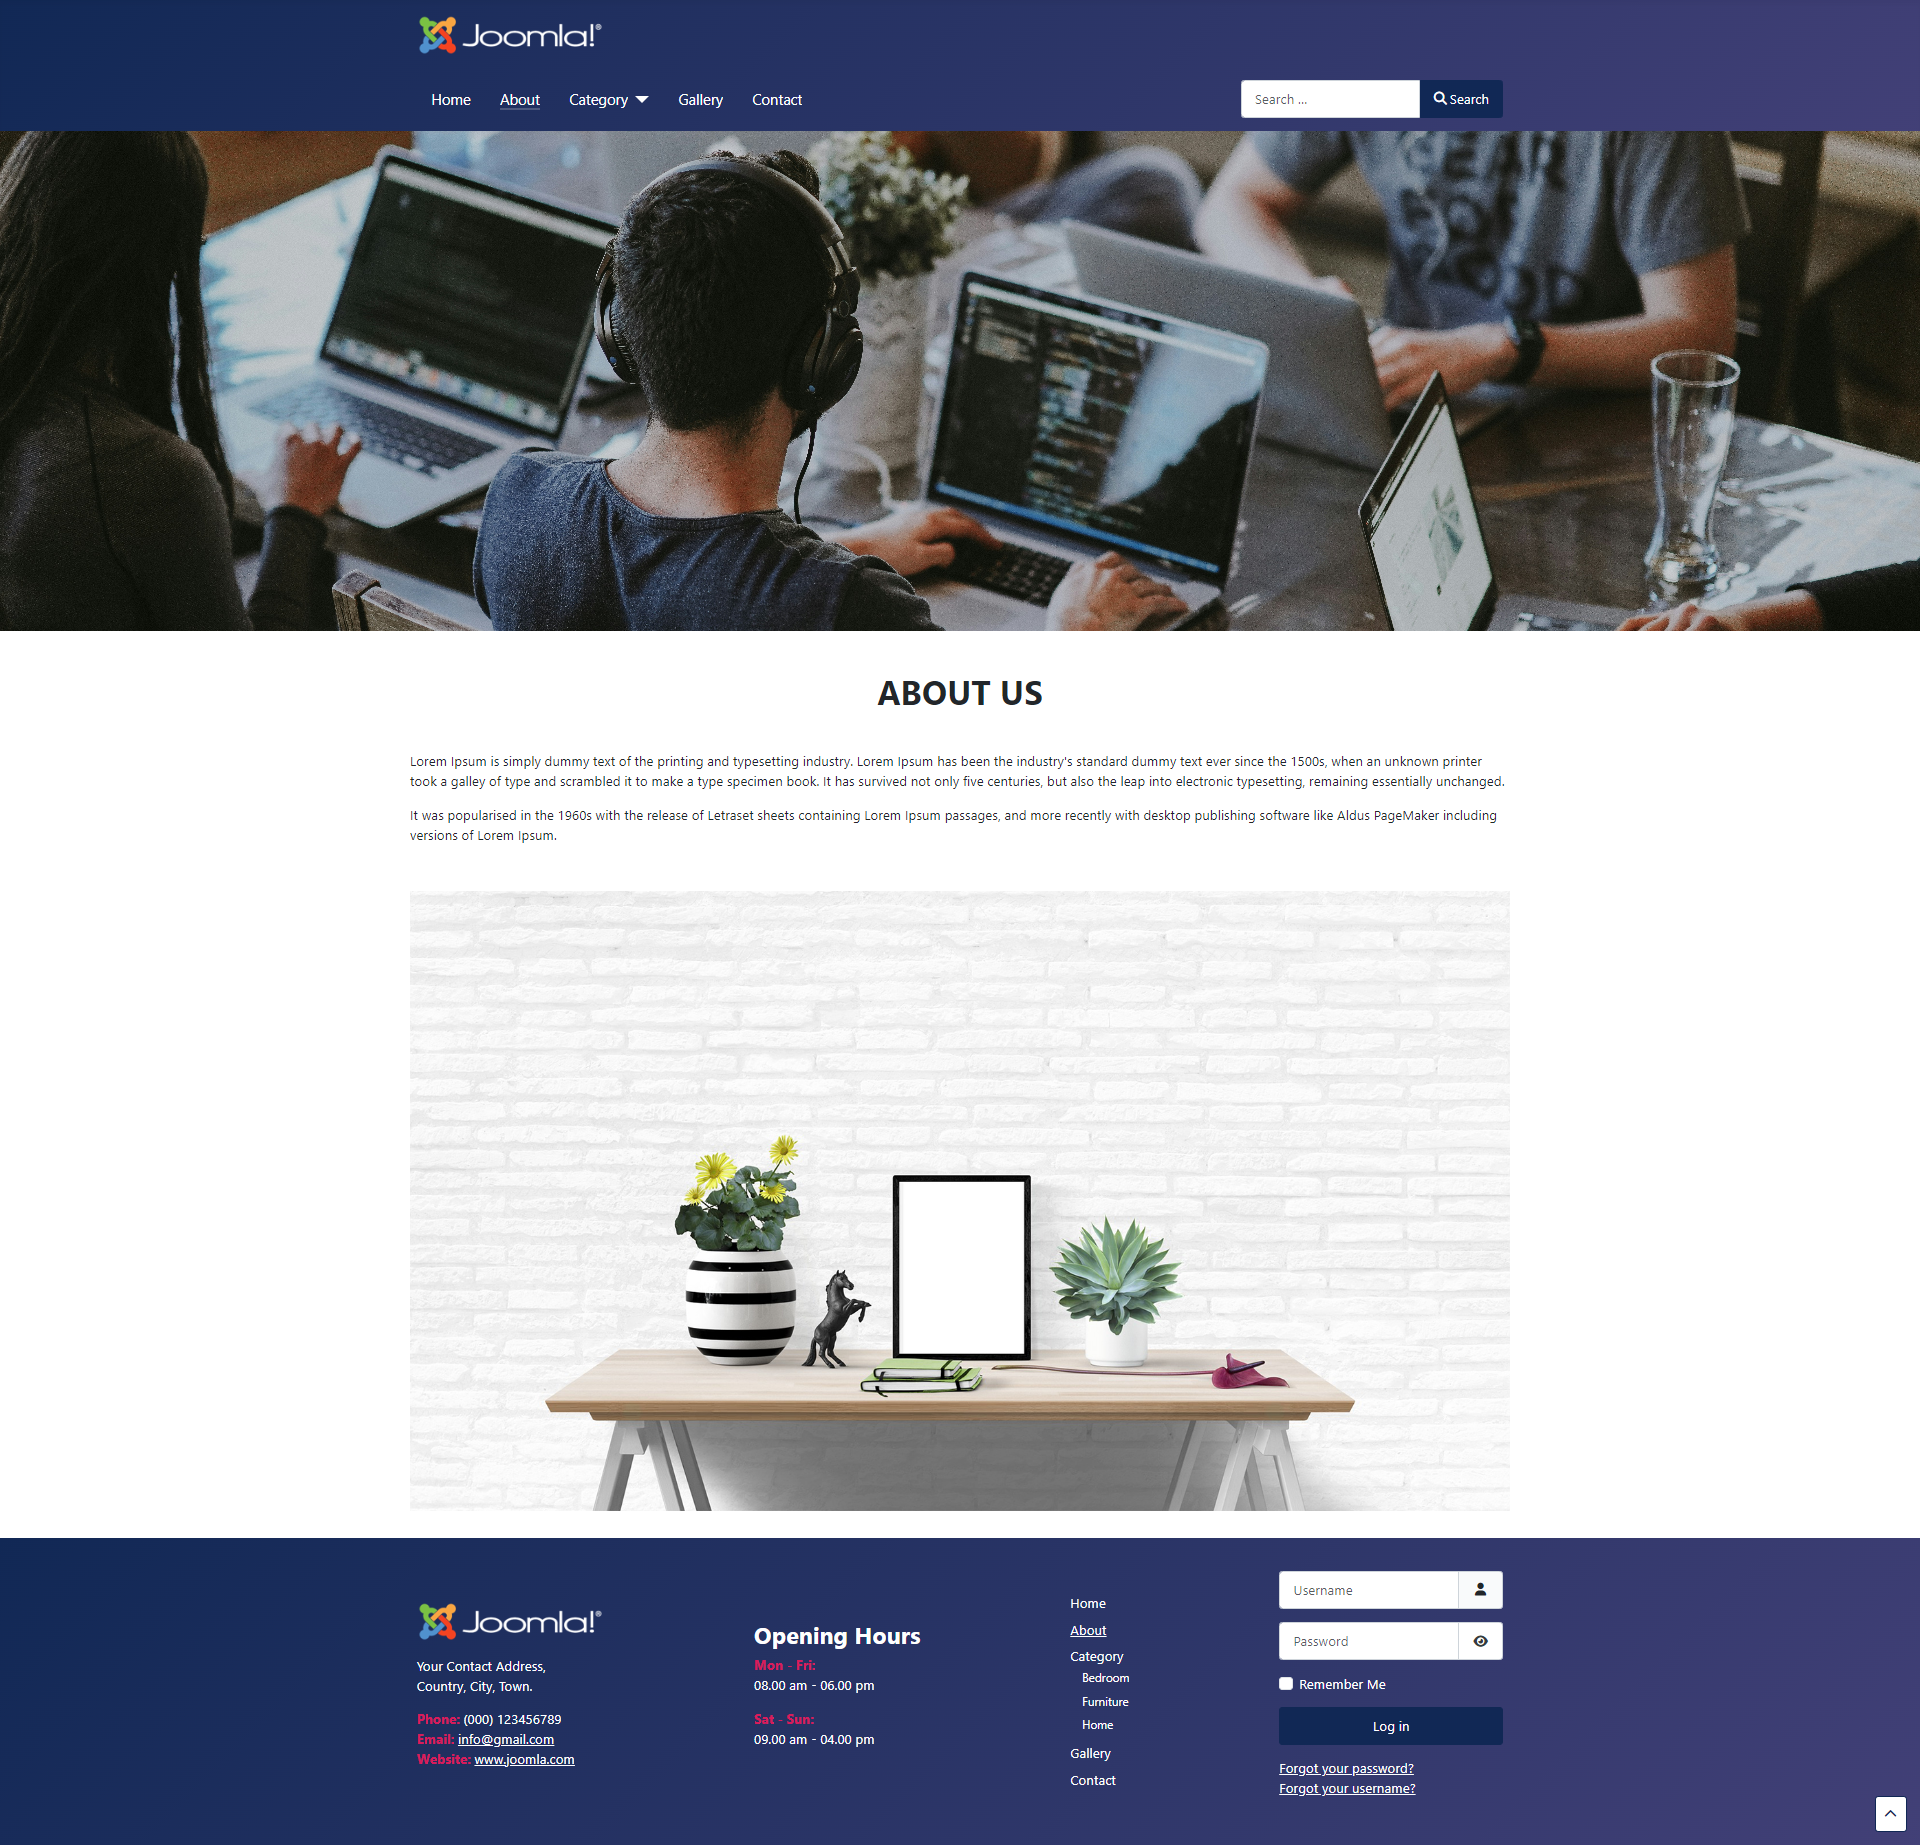 Joomla!®
Home About Category Gallery Contact
Search ... Search
ABOUT US
Lorem Ipsum is simply dummy text of the printing and typesetting industry. Lorem Ipsum has been the industry's standard dummy text ever since the 1500s, when an unknown printer
took a galley of type and scrambled it to make a type specimen book. It has survived not only five centuries, but also the leap into electronic typesetting, remaining essentially unchanged.
It was popularised in the 1960s with the release of Letraset sheets containing Lorem Ipsum passages, and more recently with desktop publishing software like Aldus PageMaker including
versions of Lorem Ipsum.
Joomla!®
Your Contact Address,
Country, City, Town.
Phone: (000) 123456789
Email: info@gmail.com
Website: www.joomla.com
Opening Hours
Mon - Fri:
08.00 am - 06.00 pm
Sat - Sun:
09.00 am - 04.00 pm
Home
About
Category
Bedroom
Furniture
Home
Gallery
Contact
Username
Password
Remember Me
Log in
Forgot your password?
Forgot your username?